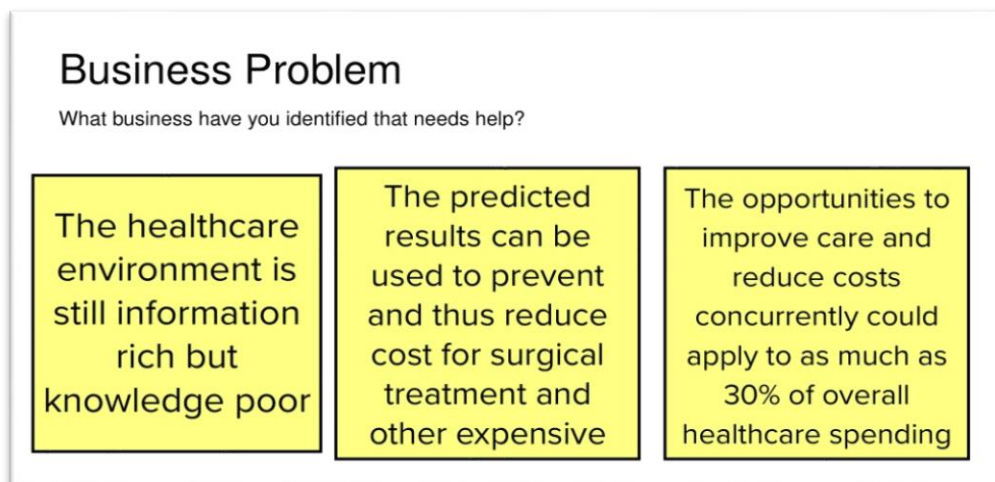 Business Problem
What business have you identified that needs help?
The healthcare
environment is
still information
rich but
knowledge poor
The predicted
results can be
used to prevent
and thus reduce
cost for surgical
treatment and
other expensive
The opportunities to
improve care and
reduce costs
concurrently could
apply to as much as
30% of overall
healthcare spending